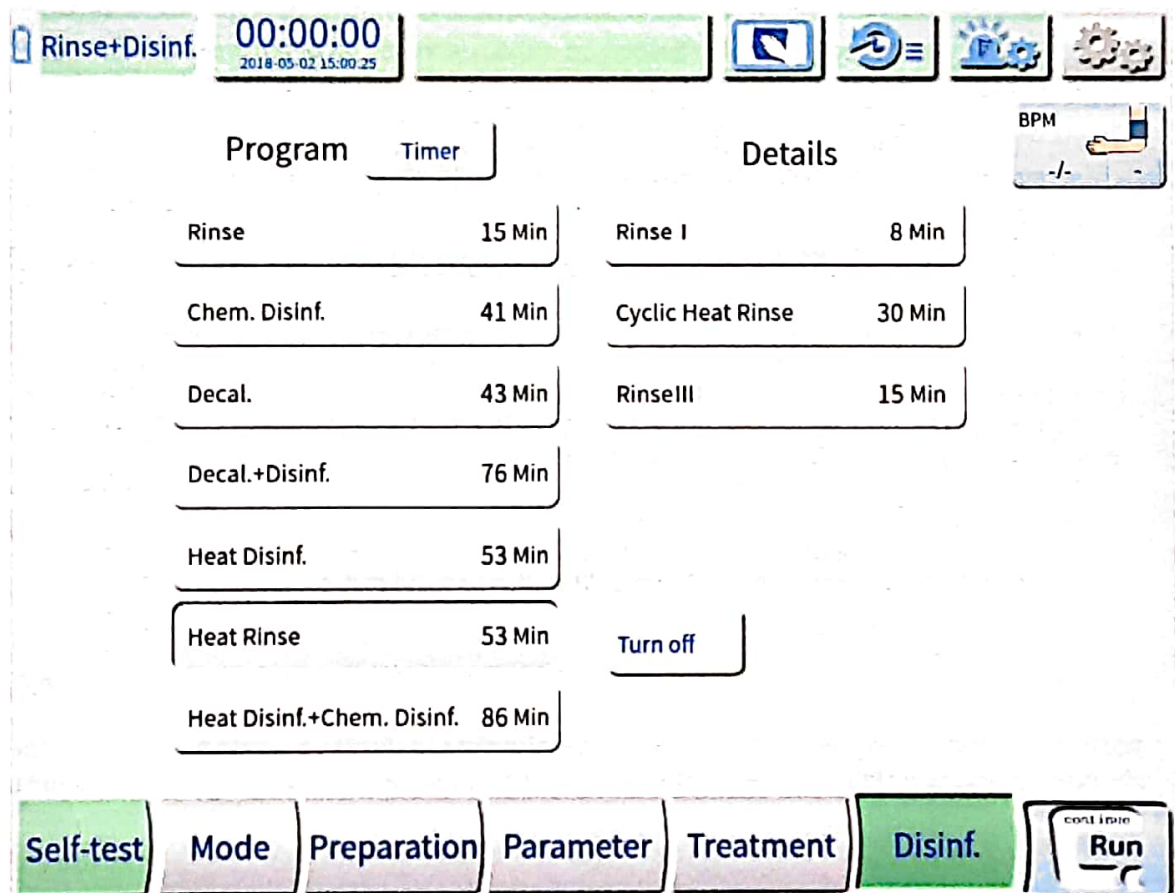 Rinse+Disinf.
00:00:00
2018-05-02 15:00:25
Program
Timer
Details
BPM
-/- -
Rinse 15 Min
Rinse I 8 Min
Chem. Disinf. 41 Min
Cyclic Heat Rinse 30 Min
Decal. 43 Min
RinseIII 15 Min
Decal.+Disinf. 76 Min
Heat Disinf. 53 Min
Heat Rinse 53 Min
Turn off
Heat Disinf.+Chem. Disinf. 86 Min
Self-test
Mode
Preparation
Parameter
Treatment
Disinf.
continue
Run